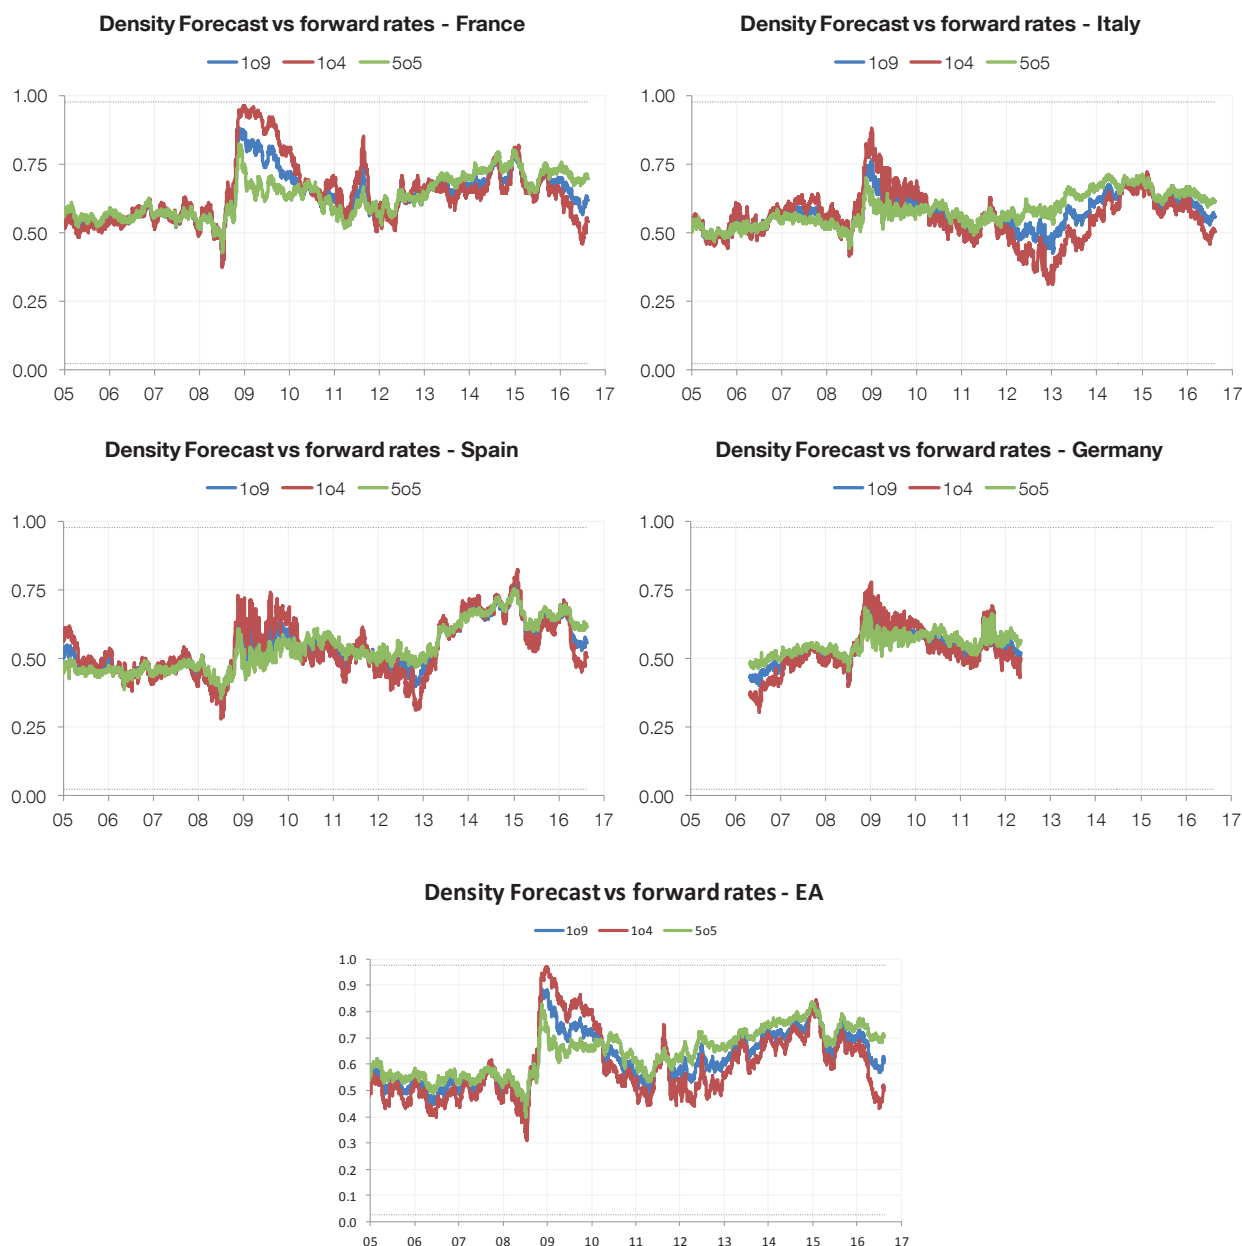 Density Forecast vs forward rates - France
1o9 1o4 5o5
1.00
0.75
0.50
0.25
0.00
05 06 07 08 09 10 11 12 13 14 15 16 17
Density Forecast vs forward rates - Italy
1o9 1o4 5o5
1.00
0.75
0.50
0.25
0.00
05 06 07 08 09 10 11 12 13 14 15 16 17
Density Forecast vs forward rates - Spain
1o9 1o4 5o5
1.00
0.75
0.50
0.25
0.00
05 06 07 08 09 10 11 12 13 14 15 16 17
Density Forecast vs forward rates - Germany
1o9 1o4 5o5
1.00
0.75
0.50
0.25
0.00
05 06 07 08 09 10 11 12 13 14 15 16 17
Density Forecast vs forward rates - EA
1o9 1o4 5o5
1.0
0.9
0.8
0.7
0.6
0.5
0.4
0.3
0.2
0.1
0.0
05 06 07 08 09 10 11 12 13 14 15 16 17